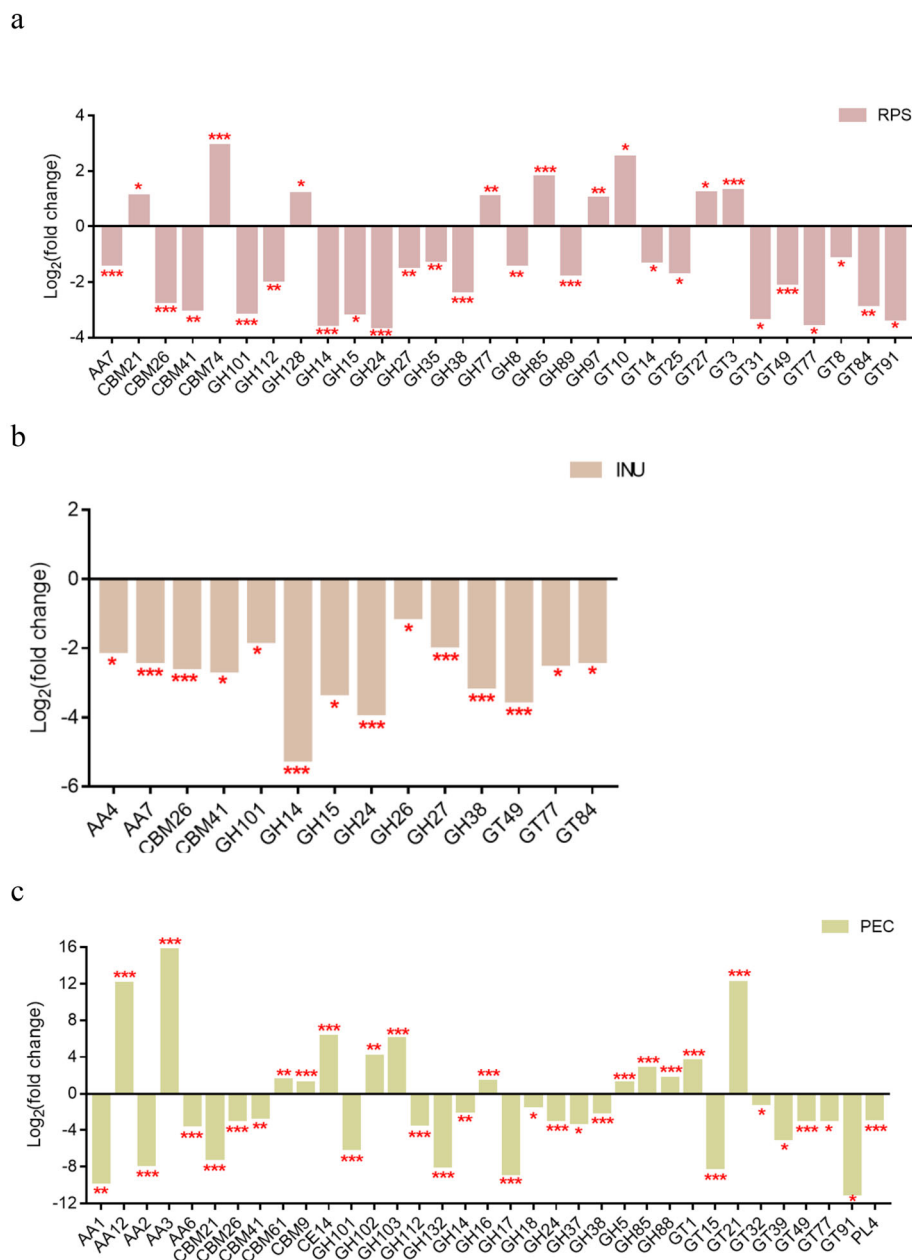 a
RPS
Log2(fold change)
4
2
0
-2
-4
* *** * ** *** * ** * ***
*** *** ** *** ** *** * *** ** ** *** ** *** * * * *** * * ** *
AA7 CBM21 CBM26 CBM41 CBM74 GH101 GH112 GH128 GH14 GH15 GH24 GH27 GH35 GH38 GH77 GH8 GH85 GH89 GH97 GT10 GT14 GT25 GT27 GT3 GT31 GT49 GT77 GT8 GT84 GT91
b
INU
Log2(fold change)
2
0
-2
-4
-6
* *** *** * * *** * *** * *** *** *** * *
AA4 AA7 CBM26 CBM41 GH101 GH14 GH15 GH24 GH26 GH27 GH38 GT49 GT77 GT84
c
PEC
Log2(fold change)
16
12
8
4
0
-4
-8
-12
*** *** ** *** *** ** *** *** *** *** *** *** ***
** *** *** *** *** ** *** *** *** ** *** * *** * *** *** * * *** * * ***
AA1 AA12 AA2 AA3 AA6 CBM21 CBM26 CBM41 CBM61 CBM9 CE14 GH101 GH102 GH103 GH112 GH132 GH14 GH16 GH17 GH18 GH24 GH37 GH38 GH5 GH85 GH88 GT1 GT15 GT21 GT32 GT39 GT49 GT77 GT91 PL4